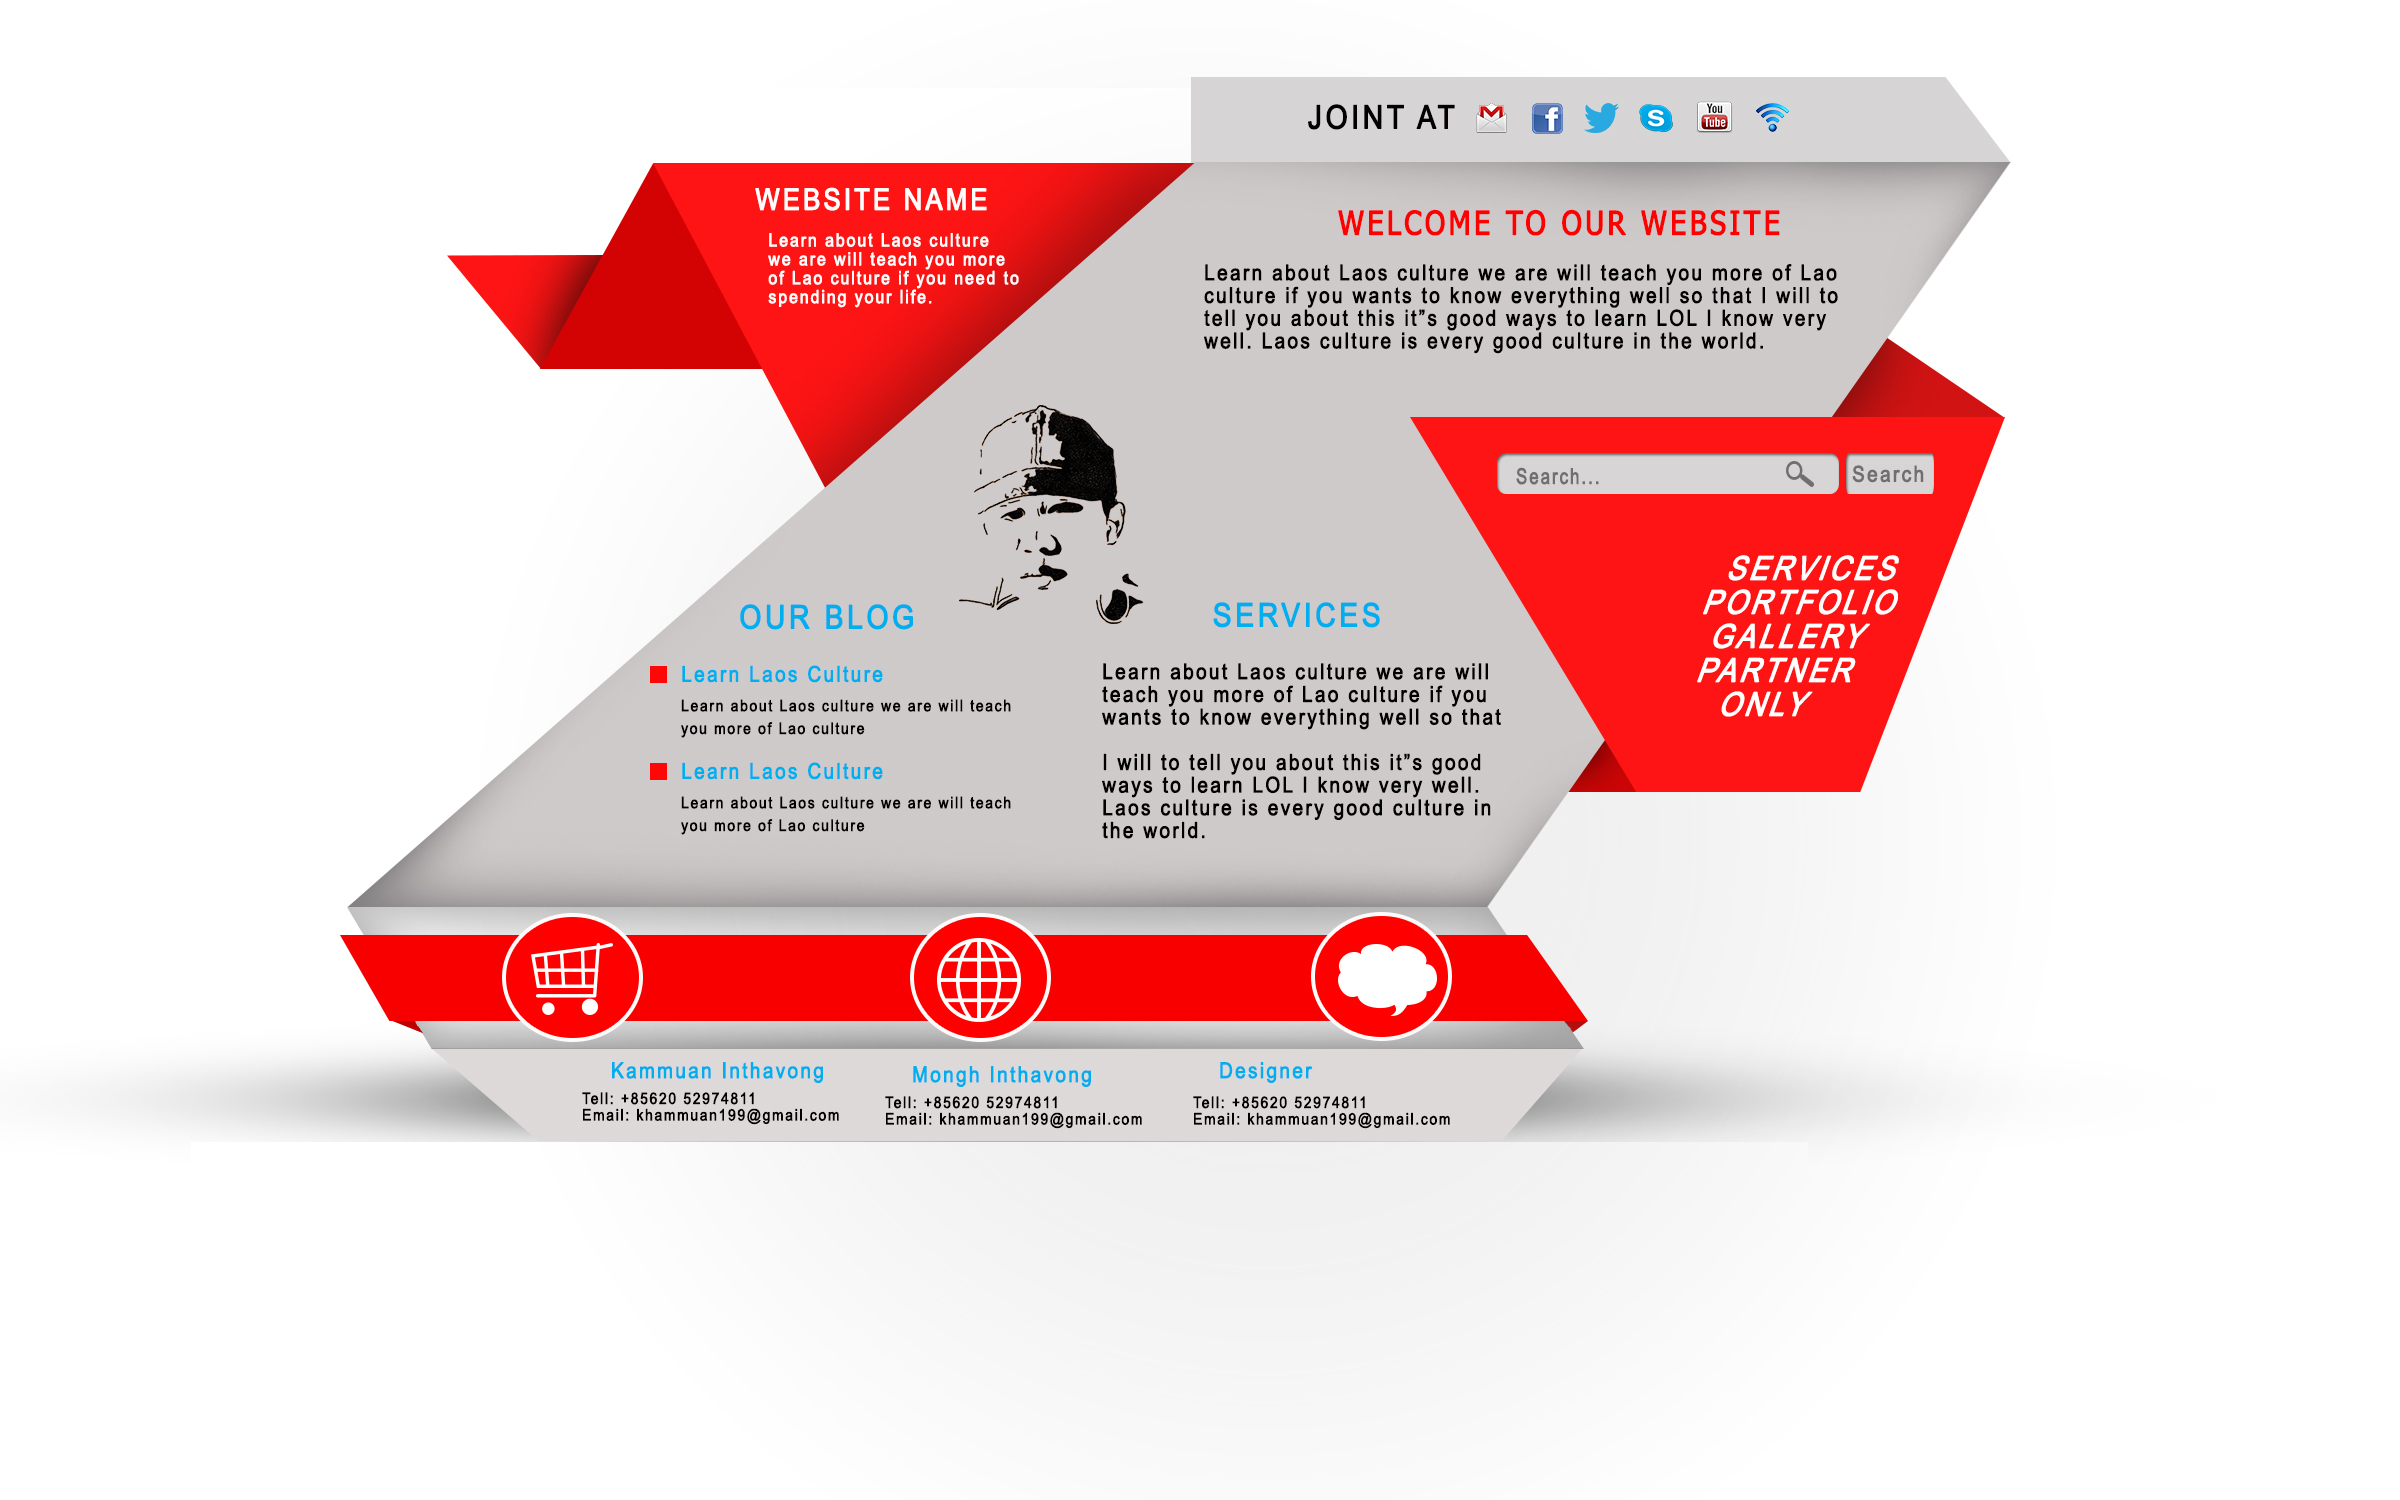 JOINT AT
You
Tube
WEBSITE NAME
Learn about Laos culture
we are will teach you more
of Lao culture if you need to
spending your life.
WELCOME TO OUR WEBSITE
Learn about Laos culture we are will teach you more of Lao
culture if you wants to know everything well so that I will to
tell you about this it”s good ways to learn LOL I know very
well. Laos culture is every good culture in the world.
Search...
Search
SERVICES
PORTFOLIO
GALLERY
PARTNER
ONLY
OUR BLOG
Learn Laos Culture
Learn about Laos culture we are will teach
you more of Lao culture
Learn Laos Culture
Learn about Laos culture we are will teach
you more of Lao culture
SERVICES
Learn about Laos culture we are will
teach you more of Lao culture if you
wants to know everything well so that
I will to tell you about this it”s good
ways to learn LOL I know very well.
Laos culture is every good culture in
the world.
Kammuan Inthavong
Tell: +85620 52974811
Email: khammuan199@gmail.com
Mongh Inthavong
Tell: +85620 52974811
Email: khammuan199@gmail.com
Designer
Tell: +85620 52974811
Email: khammuan199@gmail.com